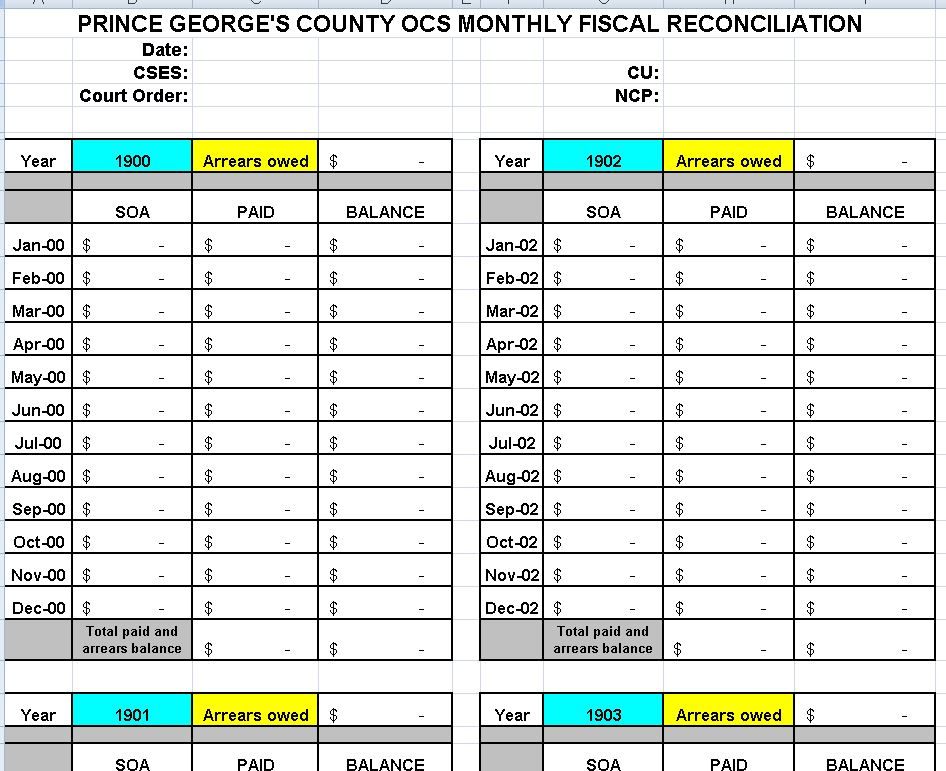 PRINCE GEORGE'S COUNTY OCS MONTHLY FISCAL RECONCILIATION
Date:
CSES: CU:
Court Order: NCP:
Year 1900 Arrears owed $ - Year 1902 Arrears owed $ -
SOA PAID BALANCE SOA PAID BALANCE
Jan-00 $ - $ - $ - Jan-02 $ - $ - $ -
Feb-00 $ - $ - $ - Feb-02 $ - $ - $ -
Mar-00 $ - $ - $ - Mar-02 $ - $ - $ -
Apr-00 $ - $ - $ - Apr-02 $ - $ - $ -
May-00 $ - $ - $ - May-02 $ - $ - $ -
Jun-00 $ - $ - $ - Jun-02 $ - $ - $ -
Jul-00 $ - $ - $ - Jul-02 $ - $ - $ -
Aug-00 $ - $ - $ - Aug-02 $ - $ - $ -
Sep-00 $ - $ - $ - Sep-02 $ - $ - $ -
Oct-00 $ - $ - $ - Oct-02 $ - $ - $ -
Nov-00 $ - $ - $ - Nov-02 $ - $ - $ -
Dec-00 $ - $ - $ - Dec-02 $ - $ - $ -
Total paid and Total paid and
arrears balance $ - $ - arrears balance $ - $ -
Year 1901 Arrears owed $ - Year 1903 Arrears owed $ -
SOA PAID BALANCE SOA PAID BALANCE